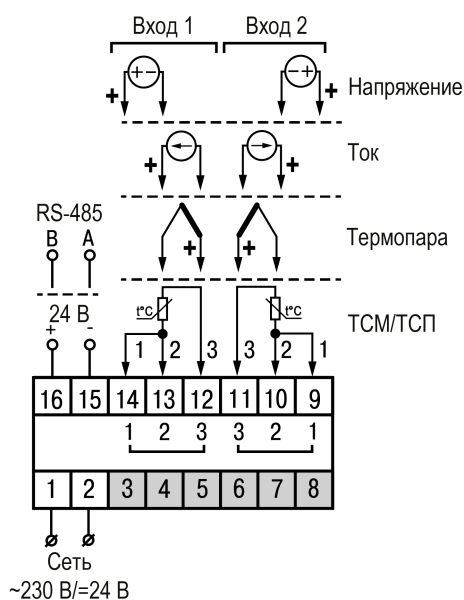 Вход 1 Вход 2
+ - - +
+ + Напряжение
+ + Ток
+ + Термопара
RS-485
B A
t°C t°C
24 В ТСМ/ТСП
+ -
1 2 3 3 2 1
16 15 14 13 12 11 10 9
1 2 3 3 2 1
1 2 3 4 5 6 7 8
Сеть
~230 В/=24 В